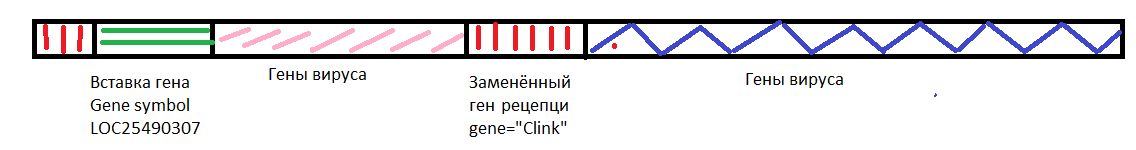 Вставка гена
Gene symbol
LOC25490307
Гены вируса
Заменённый
ген рецепци
gene="Clink"
Гены вируса